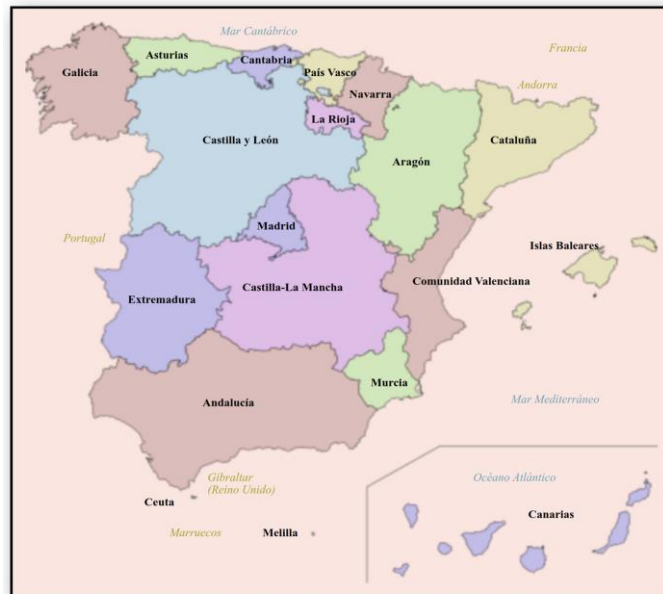 Mar Cantábrico
Francia
Asturias
Cantabria
Galicia
País Vasco
Andorra
Navarra
La Rioja
Castilla y León
Cataluña
Aragón
Madrid
Portugal
Islas Baleares
Comunidad Valenciana
Castilla-La Mancha
Extremadura
Murcia
Andalucía
Mar Mediterráneo
Gibraltar
(Reino Unido)
Océano Atlántico
Ceuta
Canarias
Marruecos
Melilla